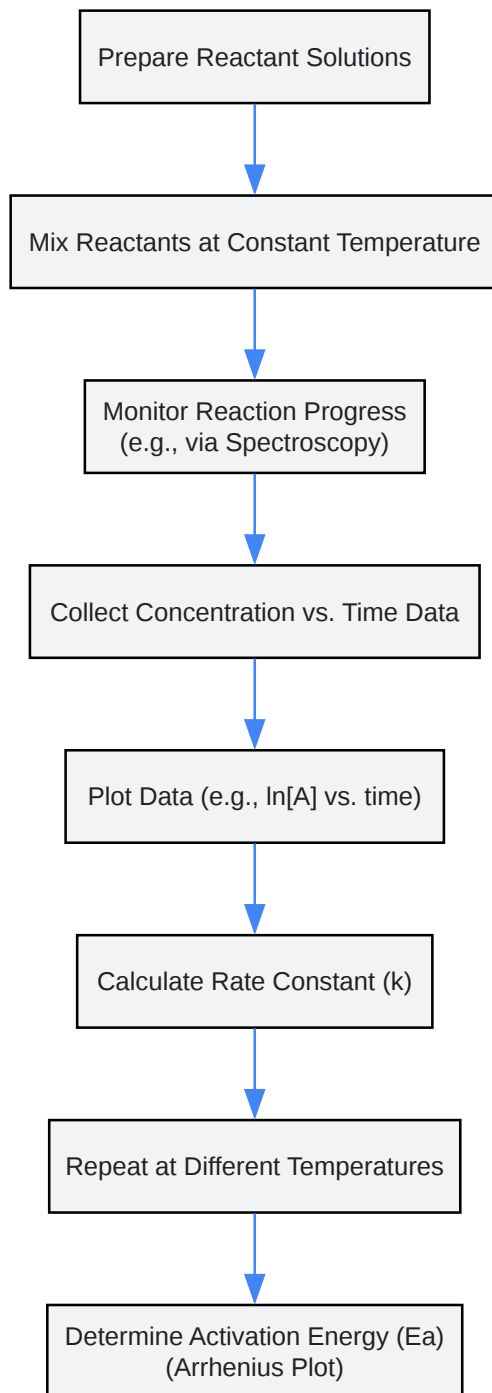 Prepare Reactant Solutions
Mix Reactants at Constant Temperature
Monitor Reaction Progress
(e.g., via Spectroscopy)
Collect Concentration vs. Time Data
Plot Data (e.g., ln[A] vs. time)
Calculate Rate Constant (k)
Repeat at Different Temperatures
Determine Activation Energy (Ea)
(Arrhenius Plot)